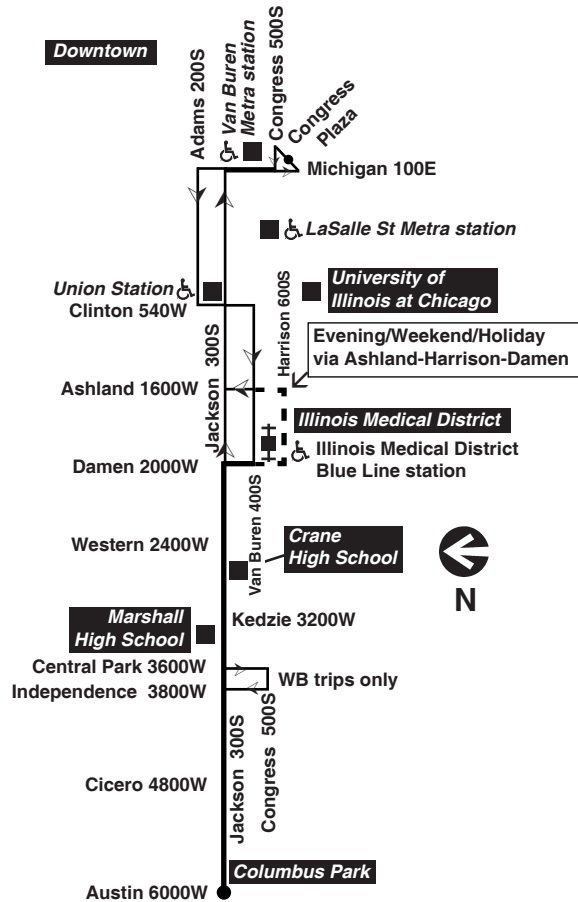 Downtown
Adams 200S
Van Buren
Metra station
Congress 500S
Congress
Plaza
Michigan 100E
LaSalle St Metra station
Union Station
Clinton 540W
University of
Illinois at Chicago
Harrison 600S
Evening/Weekend/Holiday
via Ashland-Harrison-Damen
Jackson 300S
Ashland 1600W
Illinois Medical District
Illinois Medical District
Blue Line station
Damen 2000W
Van Buren 400S
Western 2400W
Crane
High School
N
Marshall
High School
Kedzie 3200W
Central Park 3600W
Independence 3800W
WB trips only
Jackson 300S
Congress 500S
Cicero 4800W
Columbus Park
Austin 6000W